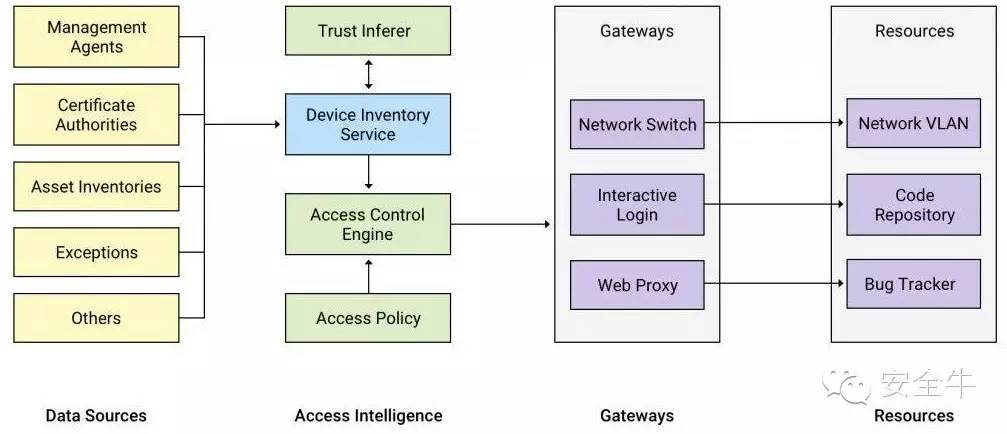 Management
Agents
Certificate
Authorities
Asset Inventories
Exceptions
Others
Data Sources
Trust Inferer
Device Inventory
Service
Access Control
Engine
Access Policy
Access Intelligence
Gateways
Network Switch
Interactive
Login
Web Proxy
Gateways
Resources
Network VLAN
Code
Repository
Bug Tracker
安全牛
Resources